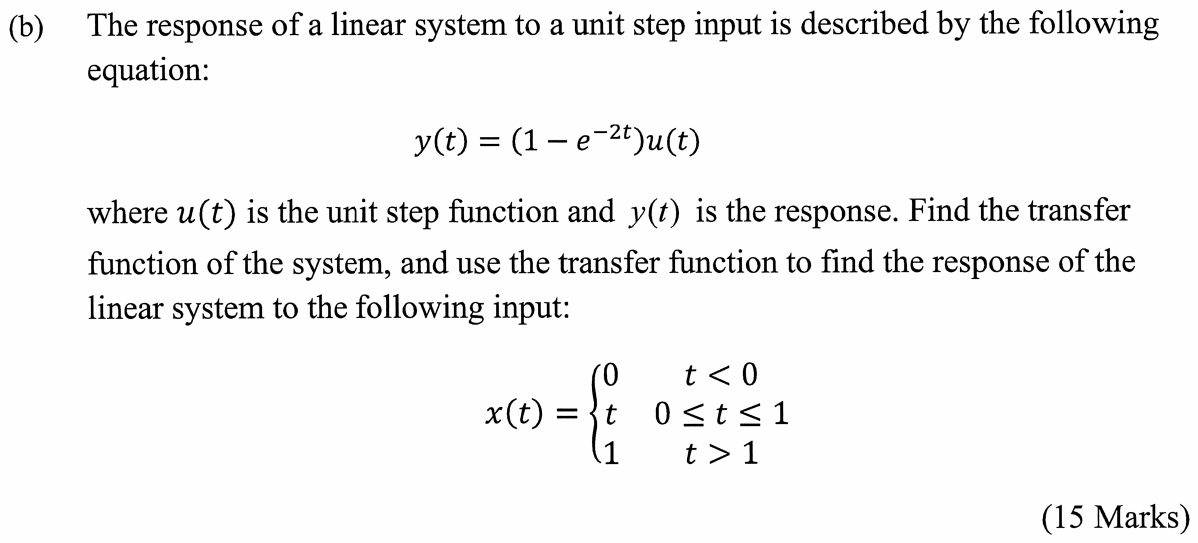 (b) The response of a linear system to a unit step input is described by the following
equation:
y(t) = (1 − e^{−2t})u(t)
where u(t) is the unit step function and y(t) is the response. Find the transfer
function of the system, and use the transfer function to find the response of the
linear system to the following input:
x(t) = { 0 t < 0
t 0 ≤ t ≤ 1
1 t > 1
(15 Marks)